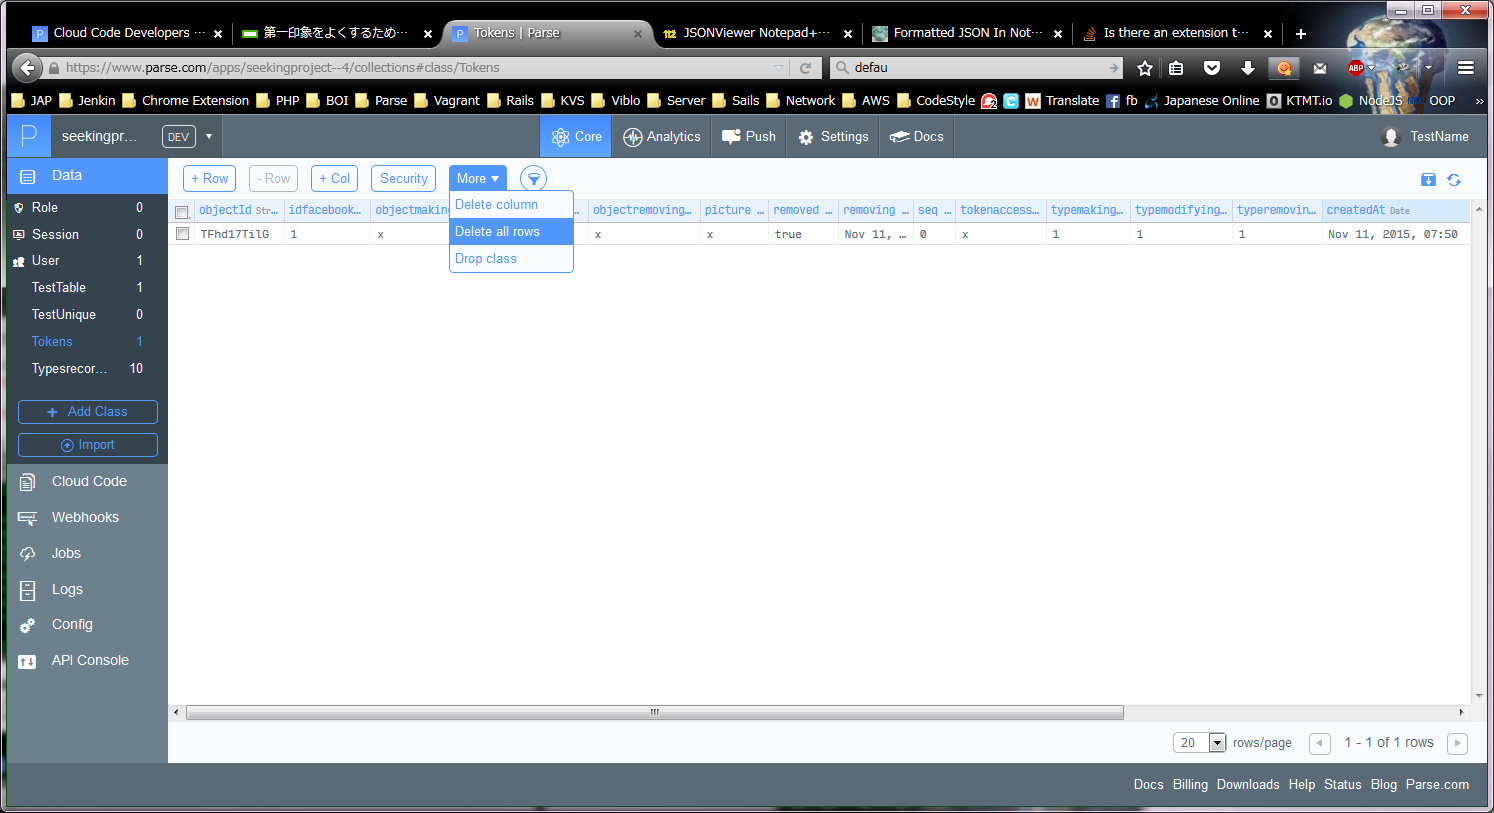 Cloud Code Developers ...
第一印象をよくするため...
Tokens | Parse
JSONViewer Notepad+...
Formatted JSON In Not...
Is there an extension t...
https://www.parse.com/apps/seekingproject--4/collections#class/Tokens
defau
ABP
JAP Jenkin Chrome Extension PHP BOI Parse Vagrant Rails KVS Viblo Server Sails Network AWS CodeStyle Translate fb Japanese Online KTMT.io NodeJS OOP »
seekingpr... DEV Core Analytics Push Settings Docs TestName
Data
Role 0
Session 0
User 1
TestTable 1
TestUnique 0
Tokens 1
Typesrecor... 10
+ Add Class
Import
Cloud Code
Webhooks
Jobs
Logs
Config
API Console
+ Row - Row + Col Security More
Delete column
Delete all rows
Drop class
objectId Str... idfacebook... objectmakin objectremoving... picture ... removed ... removing ... seq ... tokenaccess... typemaking... typemodifying... typeremovin... createdAt Date
TFhd17TilG 1 x x x true Nov 11, ... 0 x 1 1 1 Nov 11, 2015, 07:50
20 rows/page 1 - 1 of 1 rows
Docs Billing Downloads Help Status Blog Parse.com